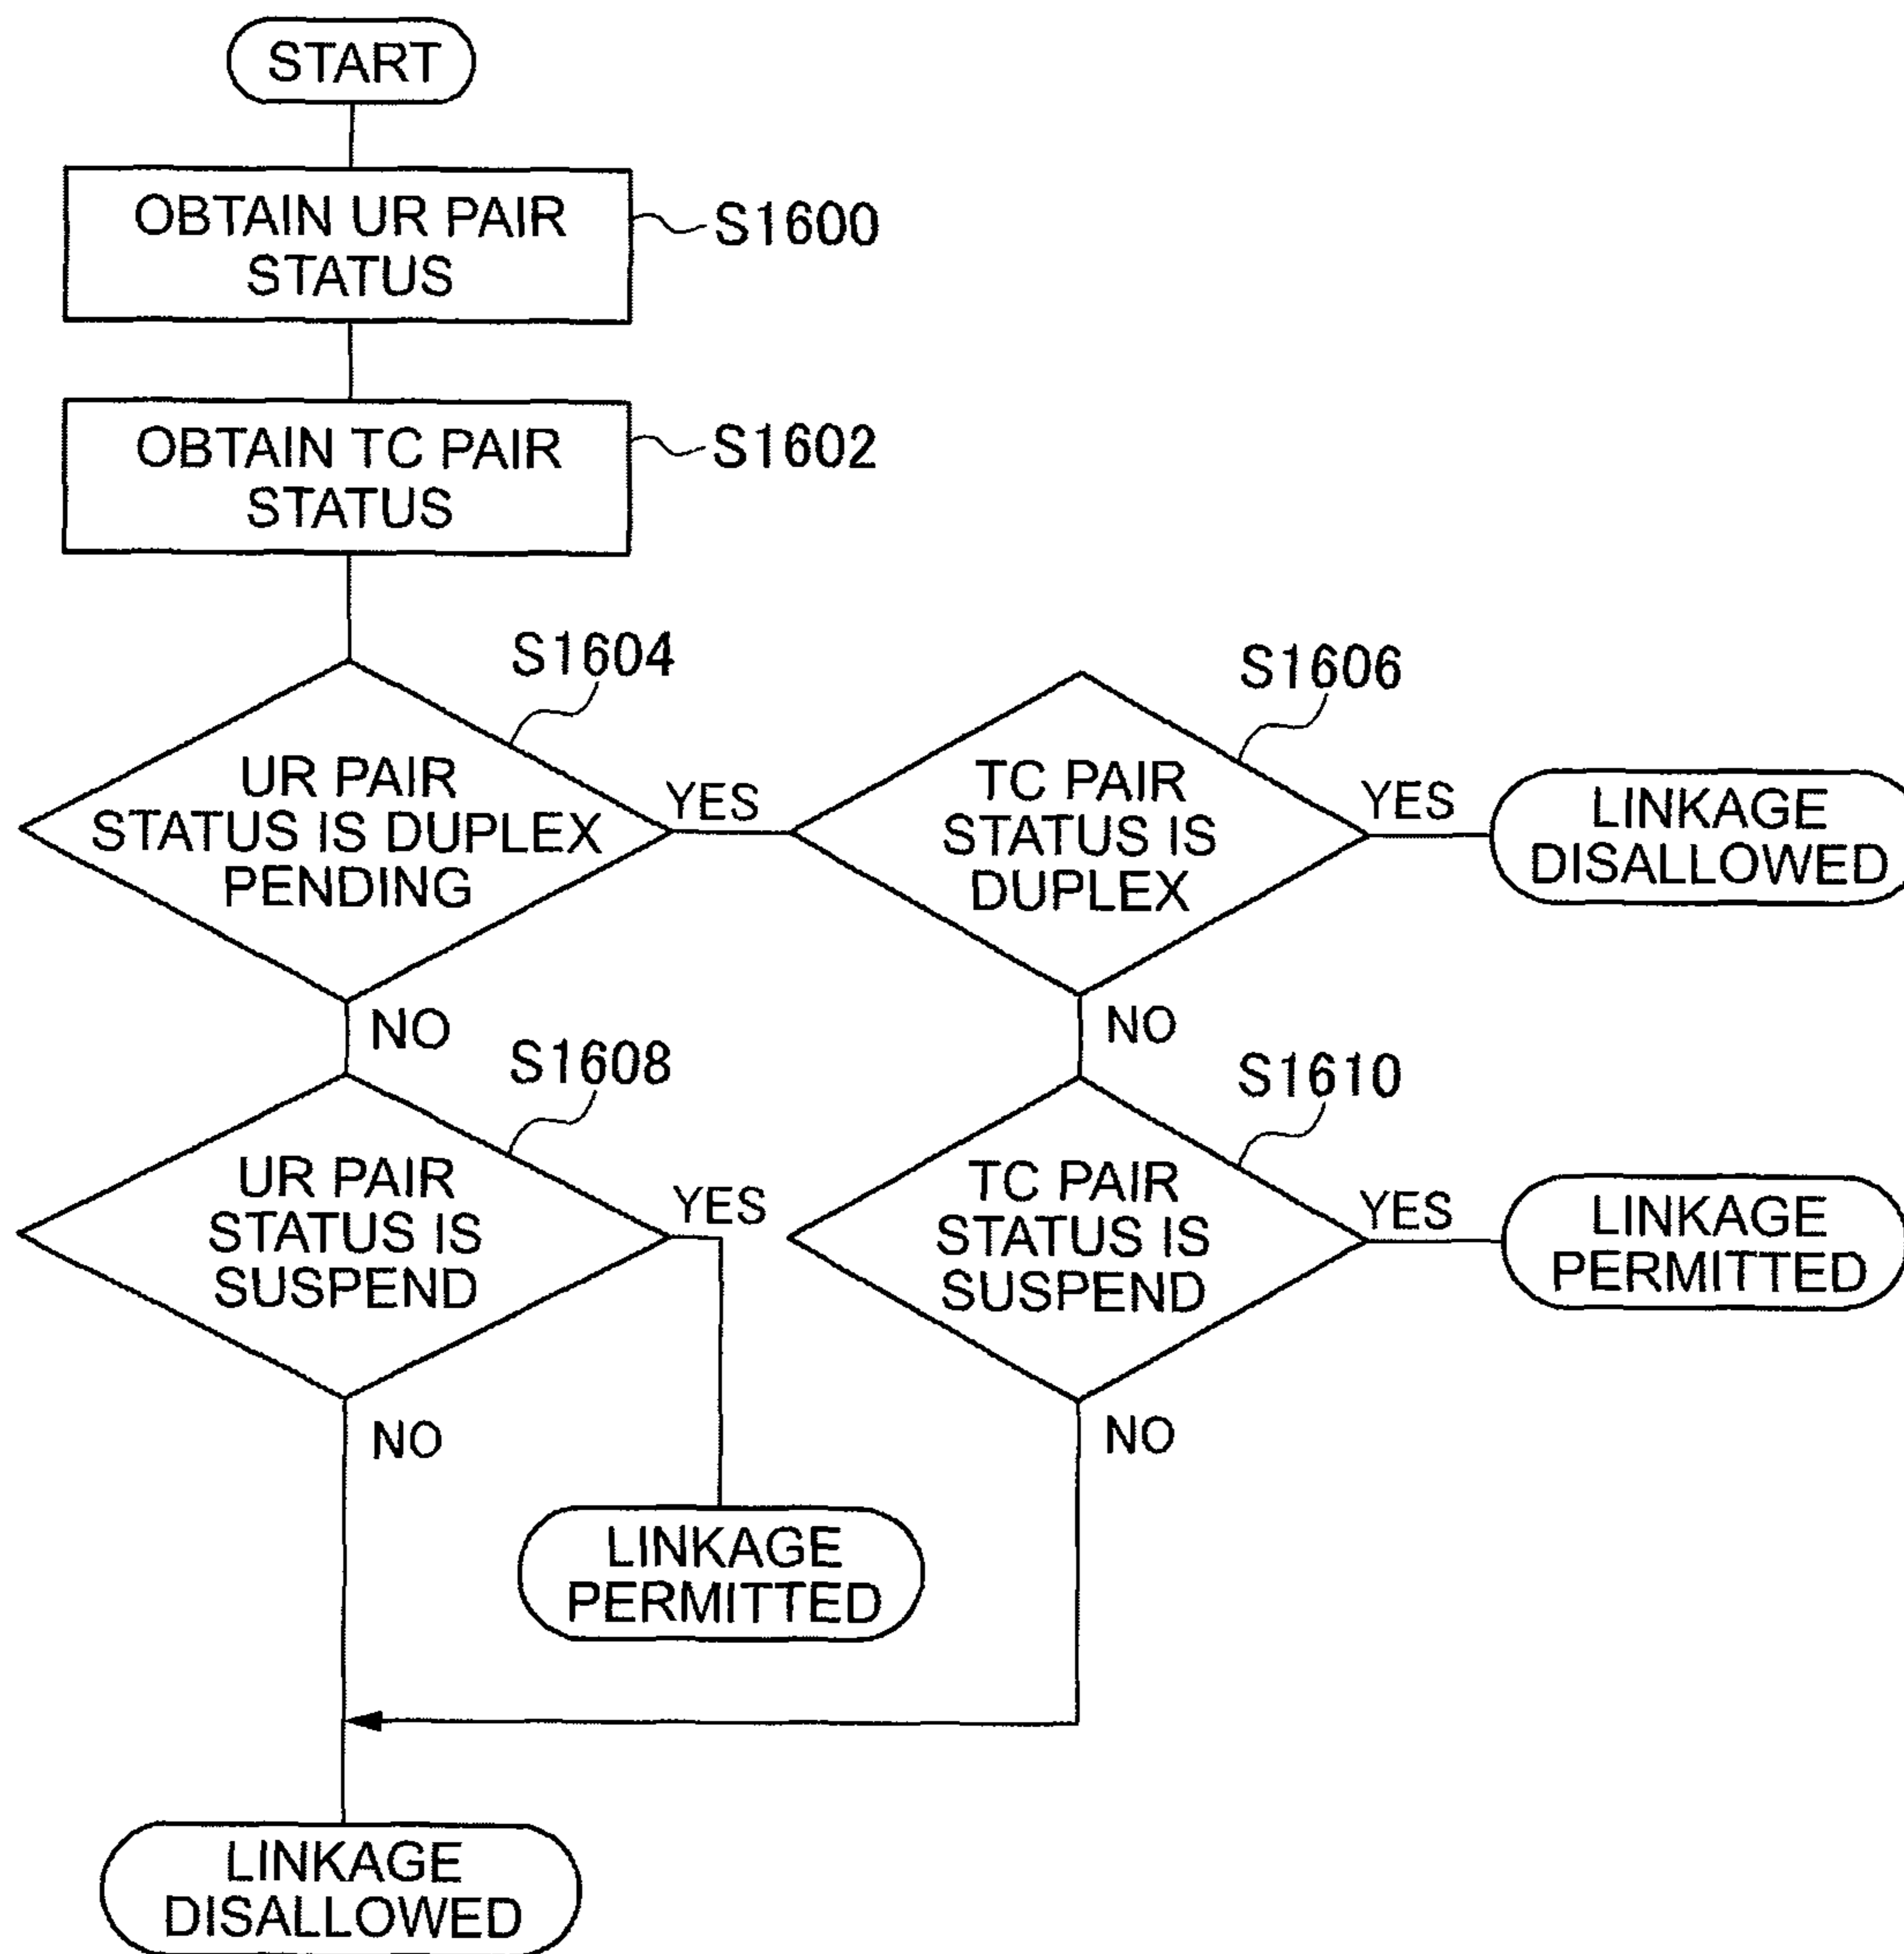 START
OBTAIN UR PAIR
STATUS
S1600
OBTAIN TC PAIR
STATUS
S1602
S1604
UR PAIR
STATUS IS DUPLEX
PENDING
YES
NO
S1606
TC PAIR
STATUS IS
DUPLEX
YES
NO
LINKAGE
DISALLOWED
S1608
UR PAIR
STATUS IS
SUSPEND
YES
NO
S1610
TC PAIR
STATUS IS
SUSPEND
YES
NO
LINKAGE
PERMITTED
LINKAGE
PERMITTED
LINKAGE
DISALLOWED